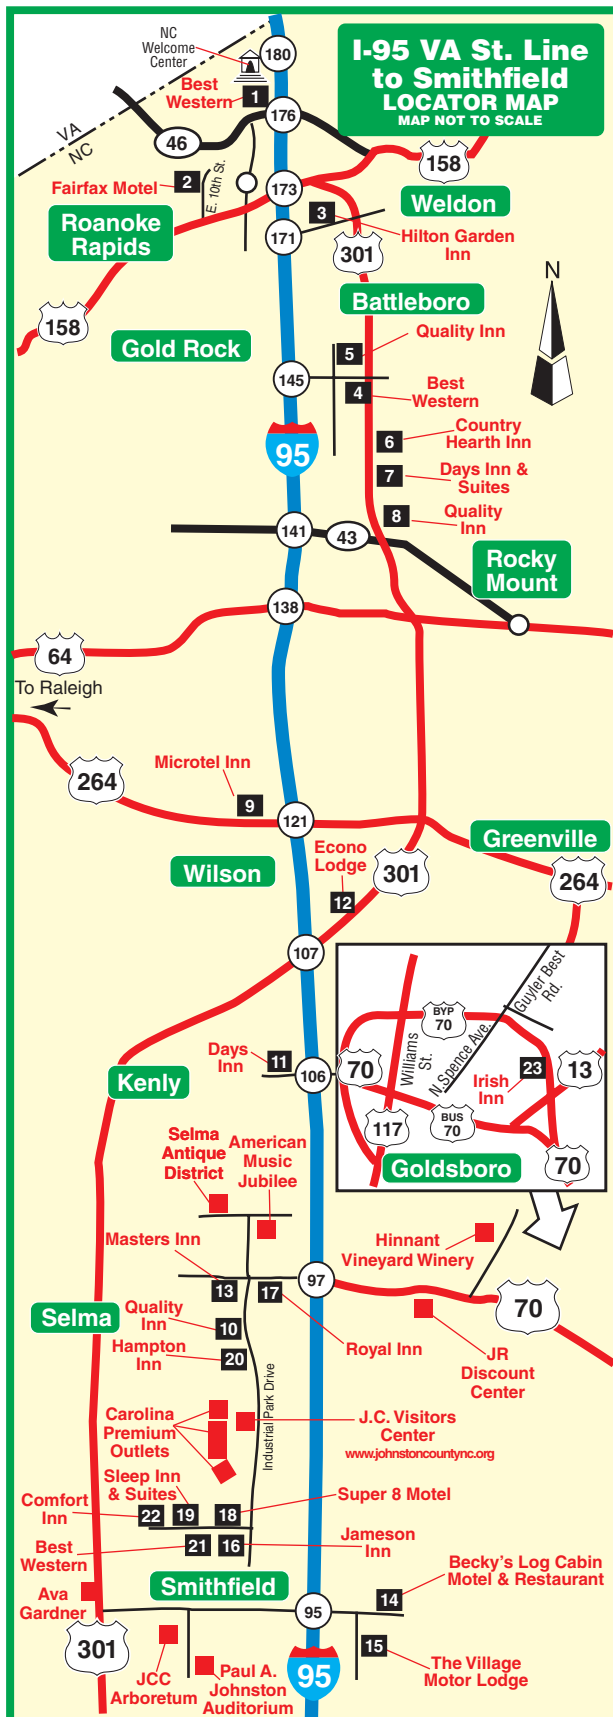 NC
Welcome
Center
180
I-95 VA St. Line
to Smithfield
LOCATOR MAP
MAP NOT TO SCALE
Best
Western
1
176
VA
NC
46
158
Fairfax Motel
2
E. 10th St.
173
Weldon
Roanoke
Rapids
3
171
Hilton Garden
Inn
301
N
Battleboro
158
Gold Rock
5
Quality Inn
145
4
Best
Western
95
6
Country
Hearth Inn
7
Days Inn &
Suites
8
Quality
Inn
141
43
Rocky
Mount
138
64
To Raleigh
Microtel Inn
264
9
121
Greenville
Econo
Lodge
Wilson
301
264
12
107
Guyler Best
Rd.
BYP
70
Williams
St.
N.Spence Ave.
Days
Inn
11
106
70
23
13
Irish
Inn
Kenly
BUS
70
117
Goldsboro
70
Selma
Antique
District
American
Music
Jubilee
Masters Inn
Hinnant
Vineyard Winery
97
13
17
70
Selma
Quality
Inn
10
Royal Inn
Hampton
Inn
20
JR
Discount
Center
Industrial Park Drive
Carolina
Premium
Outlets
J.C. Visitors
Center
www.johnstoncountync.org
Sleep Inn
& Suites
Super 8 Motel
Comfort
Inn
22
19
18
Best
Western
21
16
Jameson
Inn
Smithfield
Becky's Log Cabin
Motel & Restaurant
14
Ava
Gardner
95
301
15
JCC
Arboretum
Paul A.
Johnston
Auditorium
95
The Village
Motor Lodge